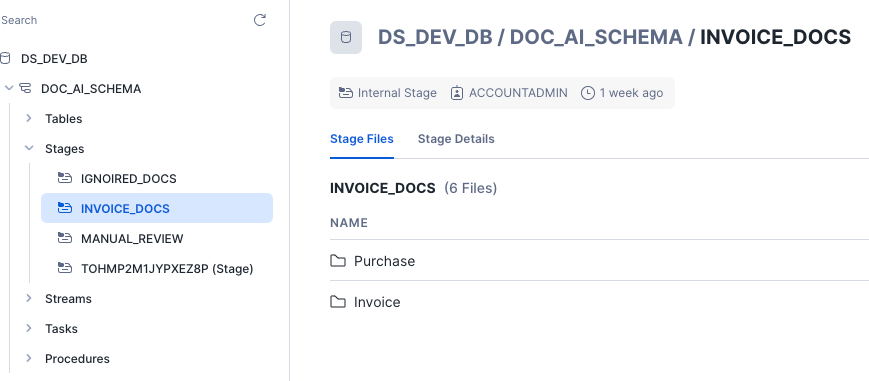 Search
DS_DEV_DB
DOC_AI_SCHEMA
Tables
Stages
IGNOIRED_DOCS
INVOICE_DOCS
MANUAL_REVIEW
TOHMP2M1JYPXEZ8P (Stage)
Streams
Tasks
Procedures
DS_DEV_DB / DOC_AI_SCHEMA / INVOICE_DOCS
Internal Stage ACCOUNTADMIN 1 week ago
Stage Files Stage Details
INVOICE_DOCS (6 Files)
NAME
Purchase
Invoice